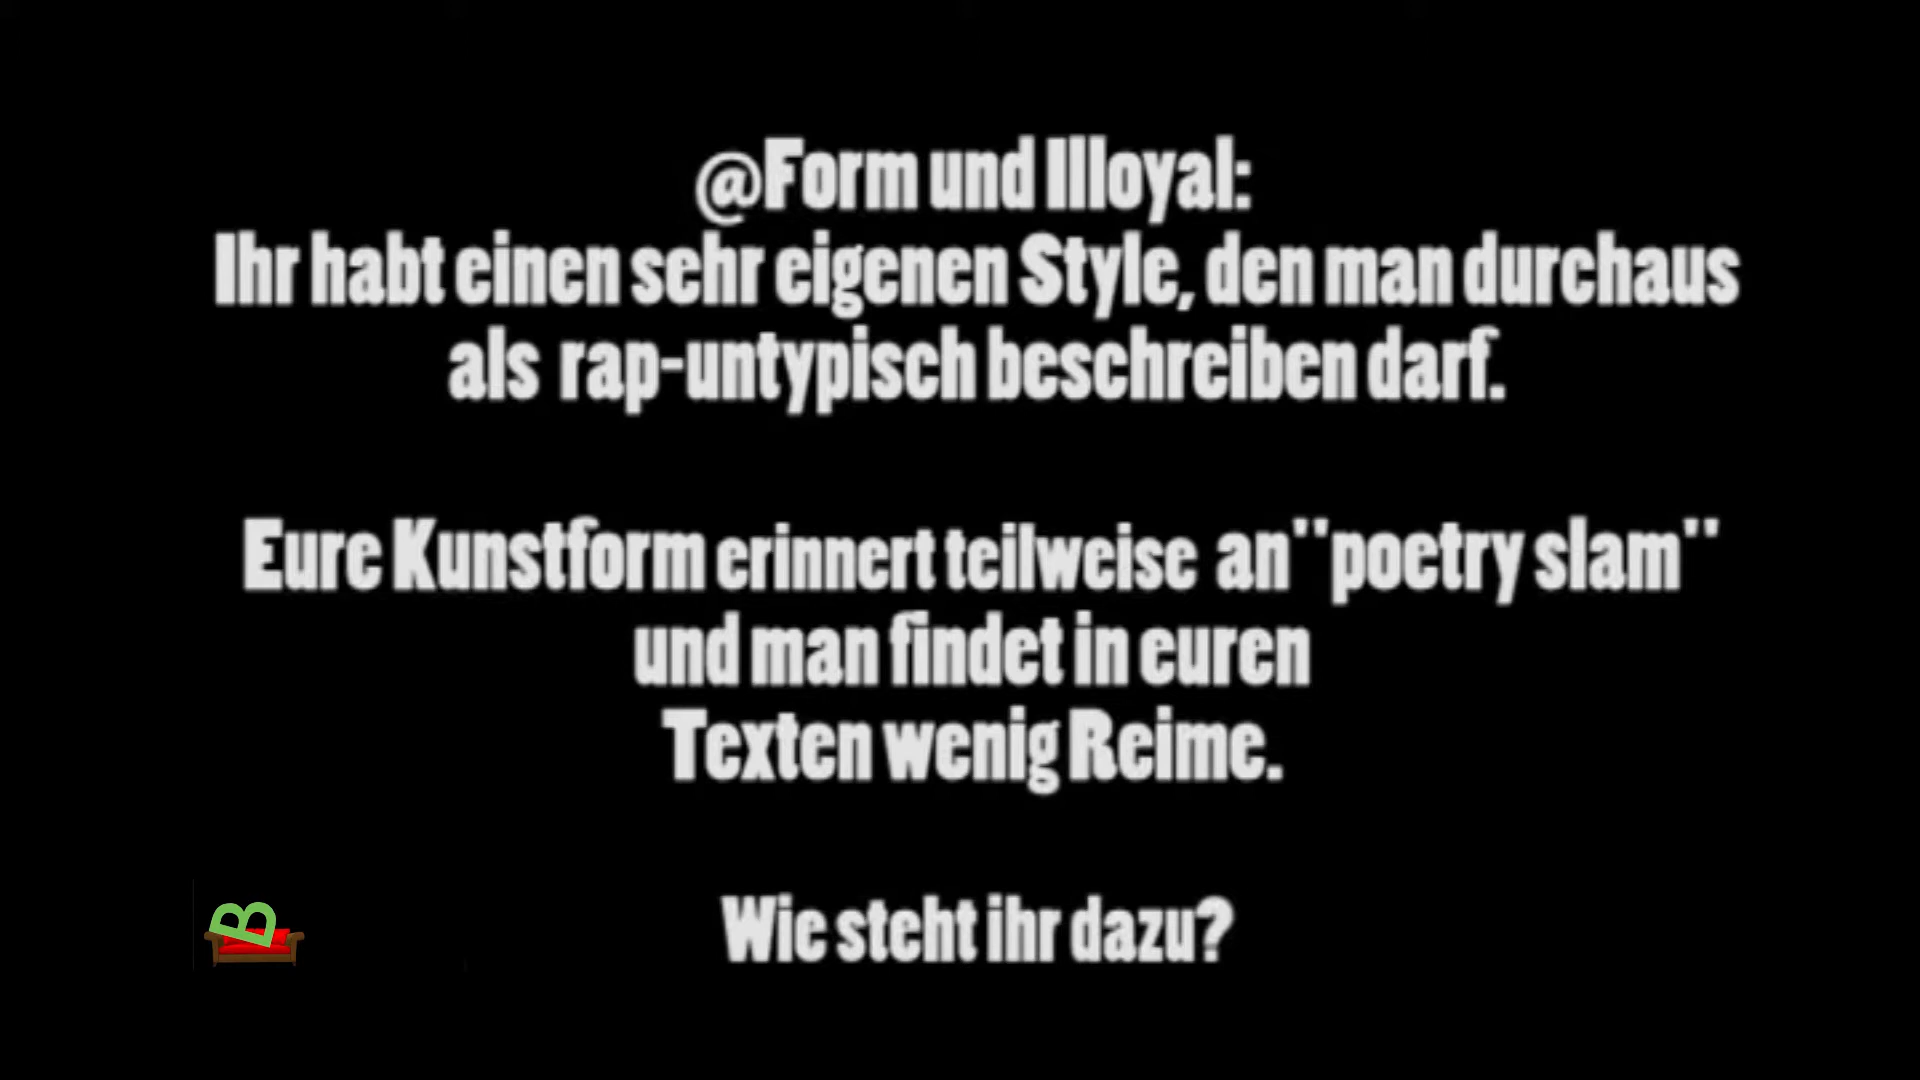 @Form und Illoyal:
Ihr habt einen sehr eigenen Style, den man durchaus
als rap-untypisch beschreiben darf.
Eure Kunstform erinnert teilweise an"poetry slam"
und man findet in euren
Texten wenig Reime.
B
Wie steht ihr dazu?